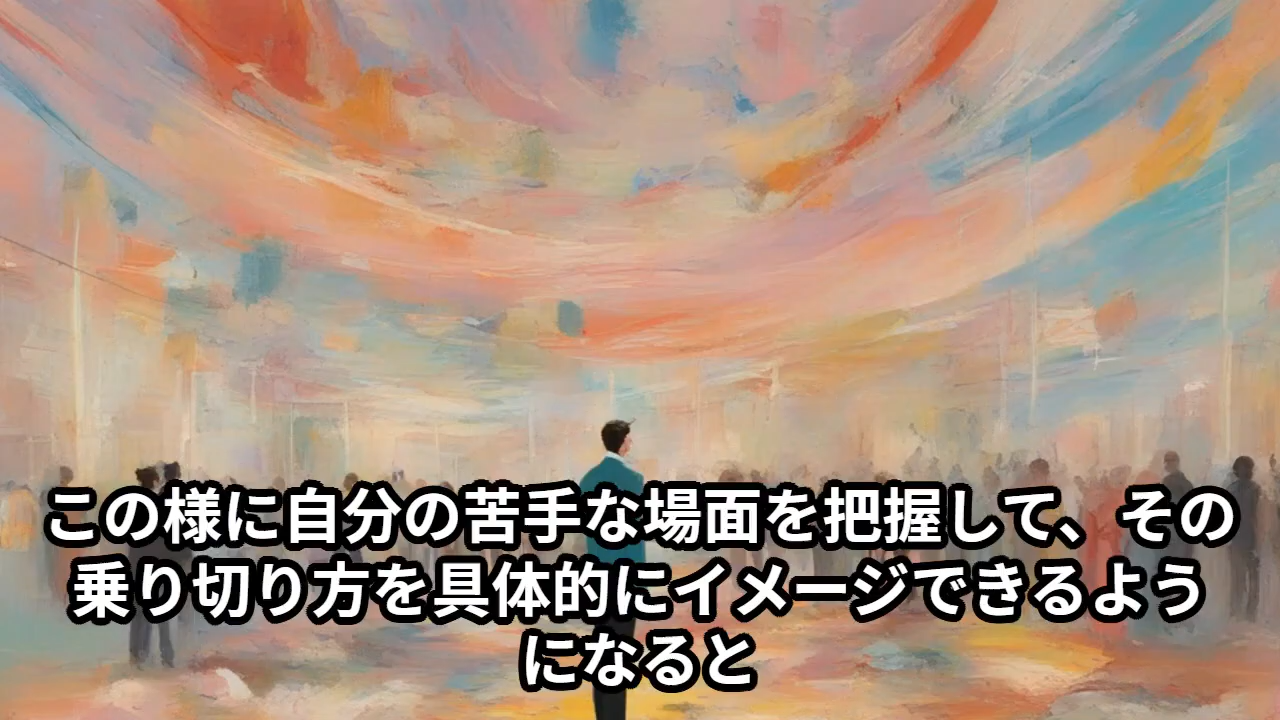 この様に自分の苦手な場面を把握して、その
乗り切り方を具体的にイメージできるよう
になると